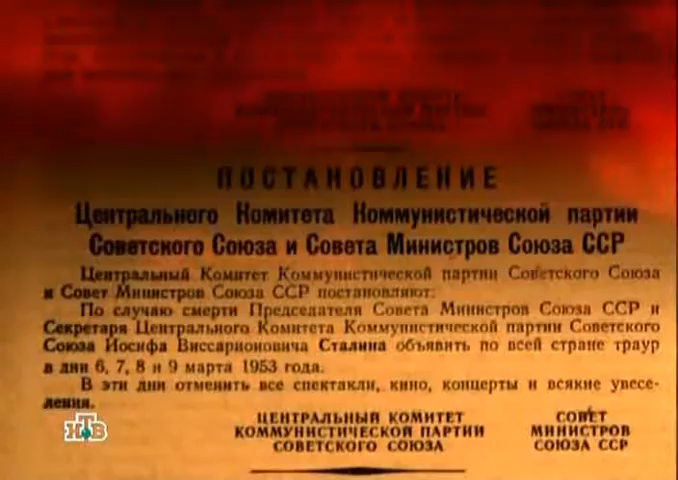 ПОСТАНОВЛЕНИЕ
Центрального Комитета Коммунистической партии
Советского Союза и Совета Министров Союза ССР
Центральный Комитет Коммунистической партии Советского Союза
и Совет Министров Союза ССР постановляют:
По случаю смерти Председателя Совета Министров Союза ССР и
Секретаря Центрального Комитета Коммунистической партии Советского
Союза Иосифа Виссарионовича Сталина объявить по всей стране траур
в дни 6, 7, 8 и 9 марта 1953 года.
В эти дни отменить все спектакли, кино, концерты и всякие увесе-
ления.
ЦЕНТРАЛЬНЫЙ КОМИТЕТ СОВЕТ
КОММУНИСТИЧЕСКОЙ ПАРТИИ МИНИСТРОВ
СОВЕТСКОГО СОЮЗА СОЮЗА ССР
НТВ